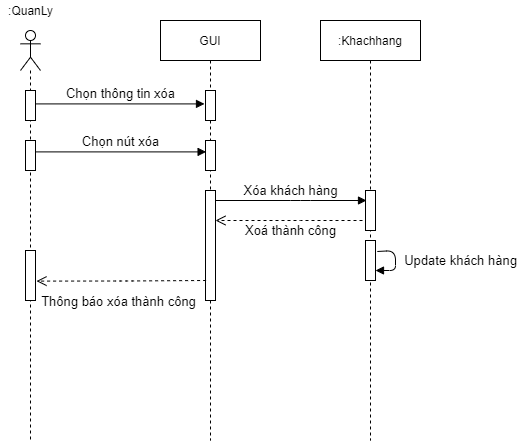 :QuanLy
GUI
:Khachhang
Chọn thông tin xóa
Chọn nút xóa
Xóa khách hàng
Xoá thành công
Update khách hàng
Thông báo xóa thành công